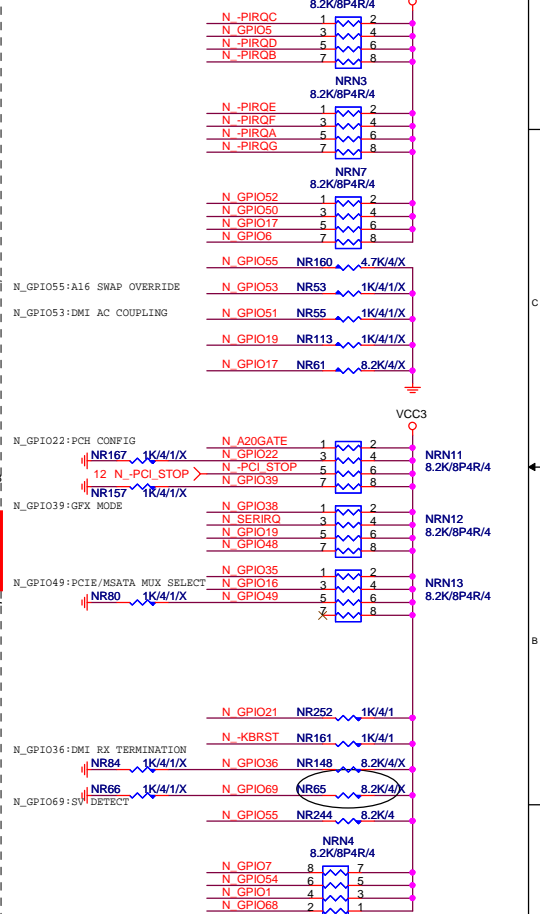 8.2K/8P4R/4
N_-PIRQC 1 2
N_GPIO5 3 4
N_-PIRQD 5 6
N_-PIRQB 7 8
NRN3
8.2K/8P4R/4
N_-PIRQE 1 2
N_-PIRQF 3 4
N_-PIRQA 5 6
N_-PIRQG 7 8
NRN7
8.2K/8P4R/4
N_GPIO52 1 2
N_GPIO50 3 4
N_GPIO17 5 6
N_GPIO6 7 8
N_GPIO55 NR160 4.7K/4/X
N_GPIO55:A16 SWAP OVERRIDE N_GPIO53 NR53 1K/4/1/X
C
N_GPIO53:DMI AC COUPLING N_GPIO51 NR55 1K/4/1/X
N_GPIO19 NR113 1K/4/1/X
N_GPIO17 NR61 8.2K/4/X
VCC3
N_GPIO22:PCH CONFIG N_A20GATE 1 2
NR167 1K/4/1/X N_GPIO22 3 4 NRN11
12 N_-PCI_STOP N_-PCI_STOP 5 6 8.2K/8P4R/4
NR157 1K/4/1/X N_GPIO39 7 8
N_GPIO39:GFX MODE N_GPIO38 1 2
N_SERIRQ 3 4 NRN12
N_GPIO19 5 6 8.2K/8P4R/4
N_GPIO48 7 8
N_GPIO49:PCIE/MSATA MUX SELECT N_GPIO35 1 2
N_GPIO16 3 4 NRN13
NR80 1K/4/1/X N_GPIO49 5 6 8.2K/8P4R/4
7 8
B
N_GPIO21 NR252 1K/4/1
N_-KBRST NR161 1K/4/1
N_GPIO36:DMI RX TERMINATION
NR84 1K/4/1/X N_GPIO36 NR148 8.2K/4/X
NR66 1K/4/1/X N_GPIO69 NR65 8.2K/4/X
N_GPIO69:SV DETECT
N_GPIO55 NR244 8.2K/4
NRN4
8.2K/8P4R/4
N_GPIO7 8 7
N_GPIO54 6 5
N_GPIO1 4 3
N_GPIO68 2 1